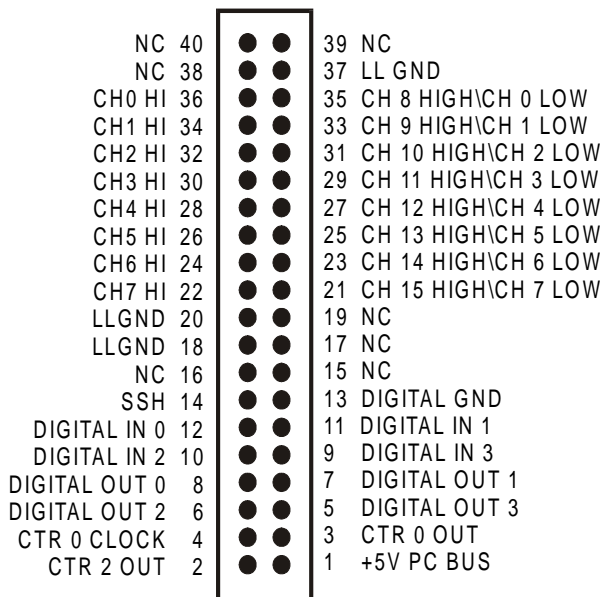 NC 40 39 NC
NC 38 37 LL GND
CH0 HI 36 35 CH 8 HIGH\CH 0 LOW
CH1 HI 34 33 CH 9 HIGH\CH 1 LOW
CH2 HI 32 31 CH 10 HIGH\CH 2 LOW
CH3 HI 30 29 CH 11 HIGH\CH 3 LOW
CH4 HI 28 27 CH 12 HIGH\CH 4 LOW
CH5 HI 26 25 CH 13 HIGH\CH 5 LOW
CH6 HI 24 23 CH 14 HIGH\CH 6 LOW
CH7 HI 22 21 CH 15 HIGH\CH 7 LOW
LLGND 20 19 NC
LLGND 18 17 NC
NC 16 15 NC
SSH 14 13 DIGITAL GND
DIGITAL IN 0 12 11 DIGITAL IN 1
DIGITAL IN 2 10 9 DIGITAL IN 3
DIGITAL OUT 0 8 7 DIGITAL OUT 1
DIGITAL OUT 2 6 5 DIGITAL OUT 3
CTR 0 CLOCK 4 3 CTR 0 OUT
CTR 2 OUT 2 1 +5V PC BUS